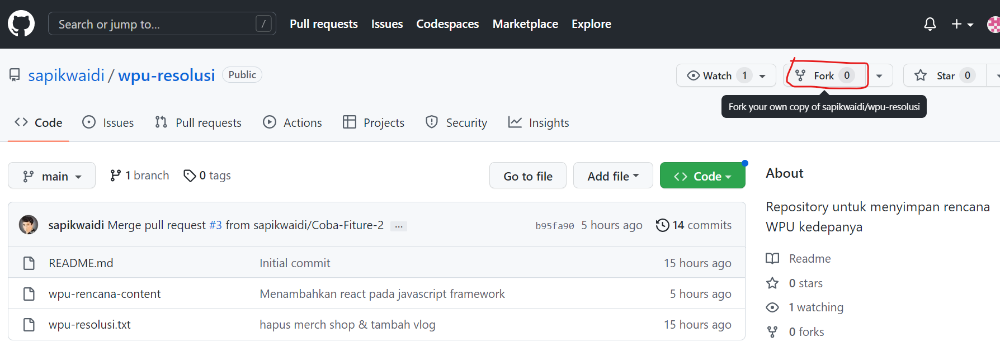 Search or jump to... / Pull requests Issues Codespaces Marketplace Explore
sapikwaidi / wpu-resolusi Public Watch 1 Fork 0 Star 0
Fork your own copy of sapikwaidi/wpu-resolusi
Code Issues Pull requests Actions Projects Security Insights
main 1 branch 0 tags Go to file Add file Code
sapikwaidi Merge pull request #3 from sapikwaidi/Coba-Fiture-2 ... b95fa90 5 hours ago 14 commits
README.md Initial commit 15 hours ago
wpu-rencana-content Menambahkan react pada javascript framework 5 hours ago
wpu-resolusi.txt hapus merch shop & tambah vlog 15 hours ago
About
Repository untuk menyimpan rencana
WPU kedepanya
Readme
0 stars
1 watching
0 forks